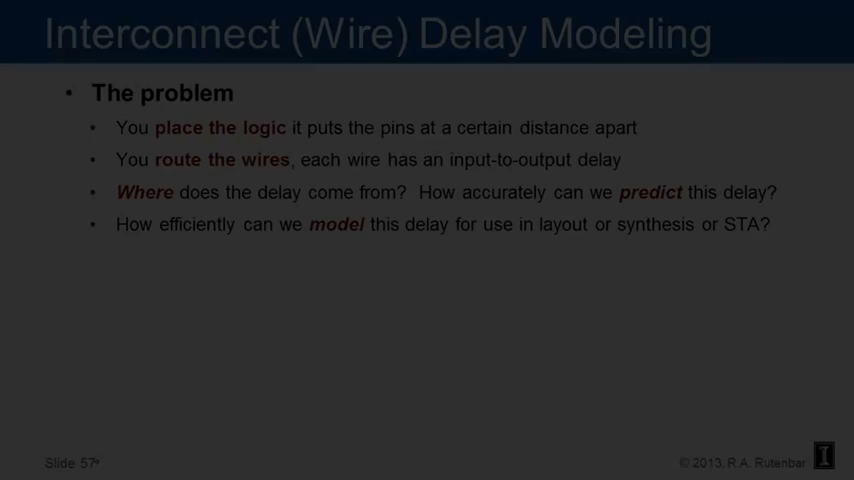 Interconnect (Wire) Delay Modeling
• The problem
• You place the logic it puts the pins at a certain distance apart
• You route the wires, each wire has an input-to-output delay
• Where does the delay come from? How accurately can we predict this delay?
• How efficiently can we model this delay for use in layout or synthesis or STA?
Slide 57
© 2013, R.A. Rutenbar
I